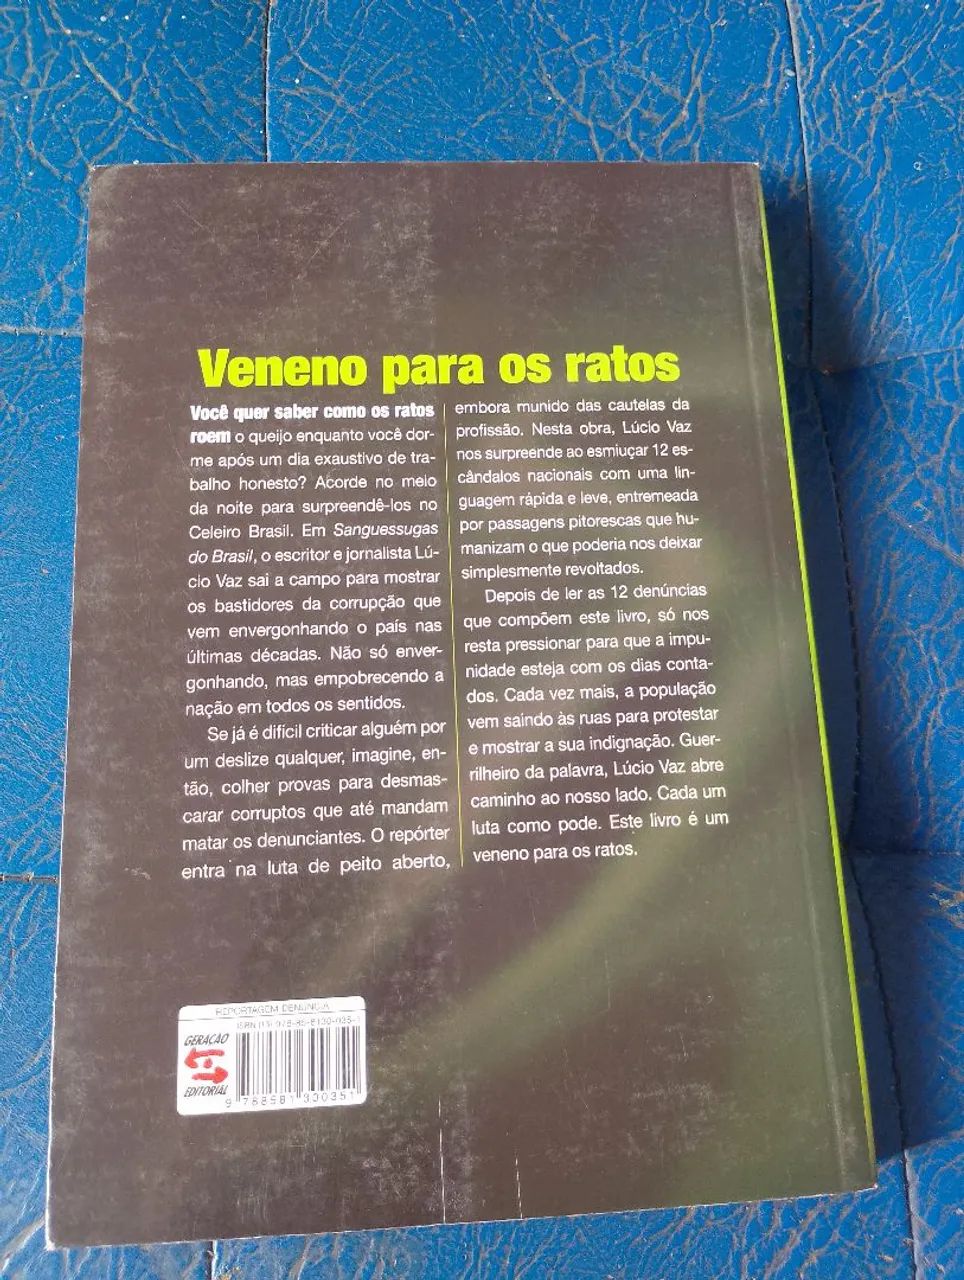 Veneno para os ratos
Você quer saber como os ratos
roem o queijo enquanto você dor-
me após um dia exaustivo de tra-
balho honesto? Acorde no meio
da noite para surpreendê-los no
Celeiro Brasil. Em Sanguessugas
do Brasil, o escritor e jornalista Lú-
cio Vaz sai a campo para mostrar
os bastidores da corrupção que
vem envergonhando o país nas
últimas décadas. Não só enver-
gonhando, mas empobrecendo a
nação em todos os sentidos.
Se já é difícil criticar alguém por
um deslize qualquer, imagine, en-
tão, colher provas para desmas-
carar corruptos que até mandam
matar os denunciantes. O repórter
entra na luta de peito aberto,
embora munido das cautelas da
profissão. Nesta obra, Lúcio Vaz
nos surpreende ao esmiuçar 12 es-
cândalos nacionais com uma lin-
guagem rápida e leve, entremeada
por passagens pitorescas que hu-
manizam o que poderia nos deixar
simplesmente revoltados.
Depois de ler as 12 denúncias
que compõem este livro, só nos
resta pressionar para que a impu-
nidade esteja com os dias conta-
dos. Cada vez mais, a população
vem saindo às ruas para protestar
e mostrar a sua indignação. Guer-
rilheiro da palavra, Lúcio Vaz abre
caminho ao nosso lado. Cada um
luta como pode. Este livro é um
veneno para os ratos.
REPORTAGEM DENÚNCIA
ISBN (13) 978-85-8130-035-1
GERAÇÃO
EDITORIAL
9 788581 300351